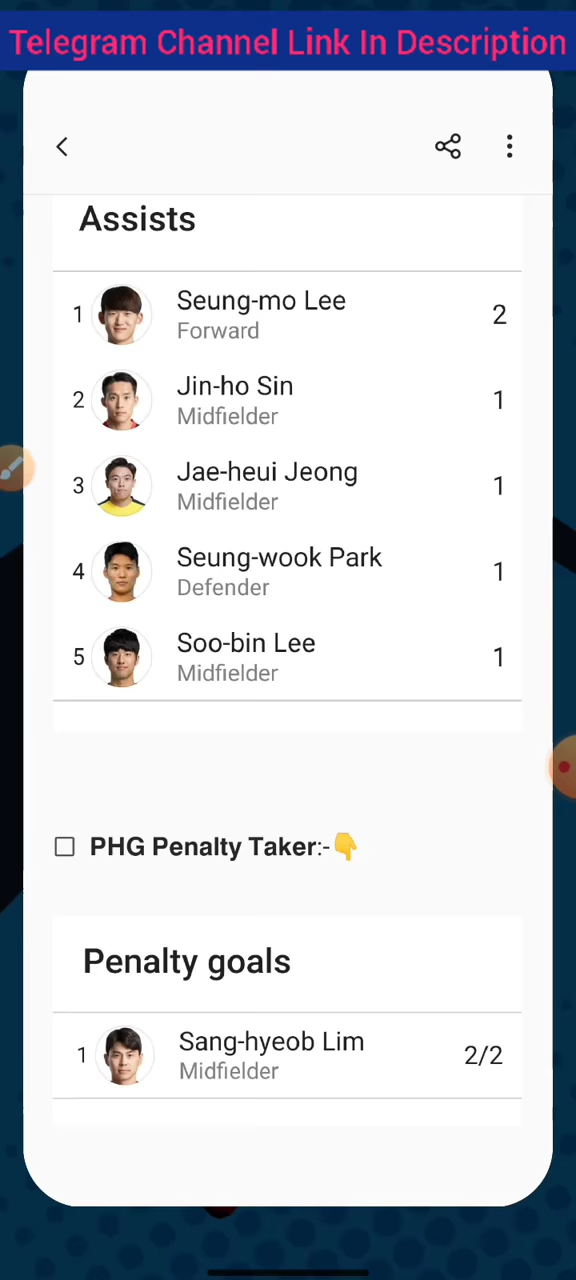 Telegram Channel Link In Description
Assists
1 Seung-mo Lee 2
Forward
2 Jin-ho Sin 1
Midfielder
3 Jae-heui Jeong 1
Midfielder
4 Seung-wook Park 1
Defender
5 Soo-bin Lee 1
Midfielder
PHG Penalty Taker:-👇
Penalty goals
1 Sang-hyeob Lim 2/2
Midfielder